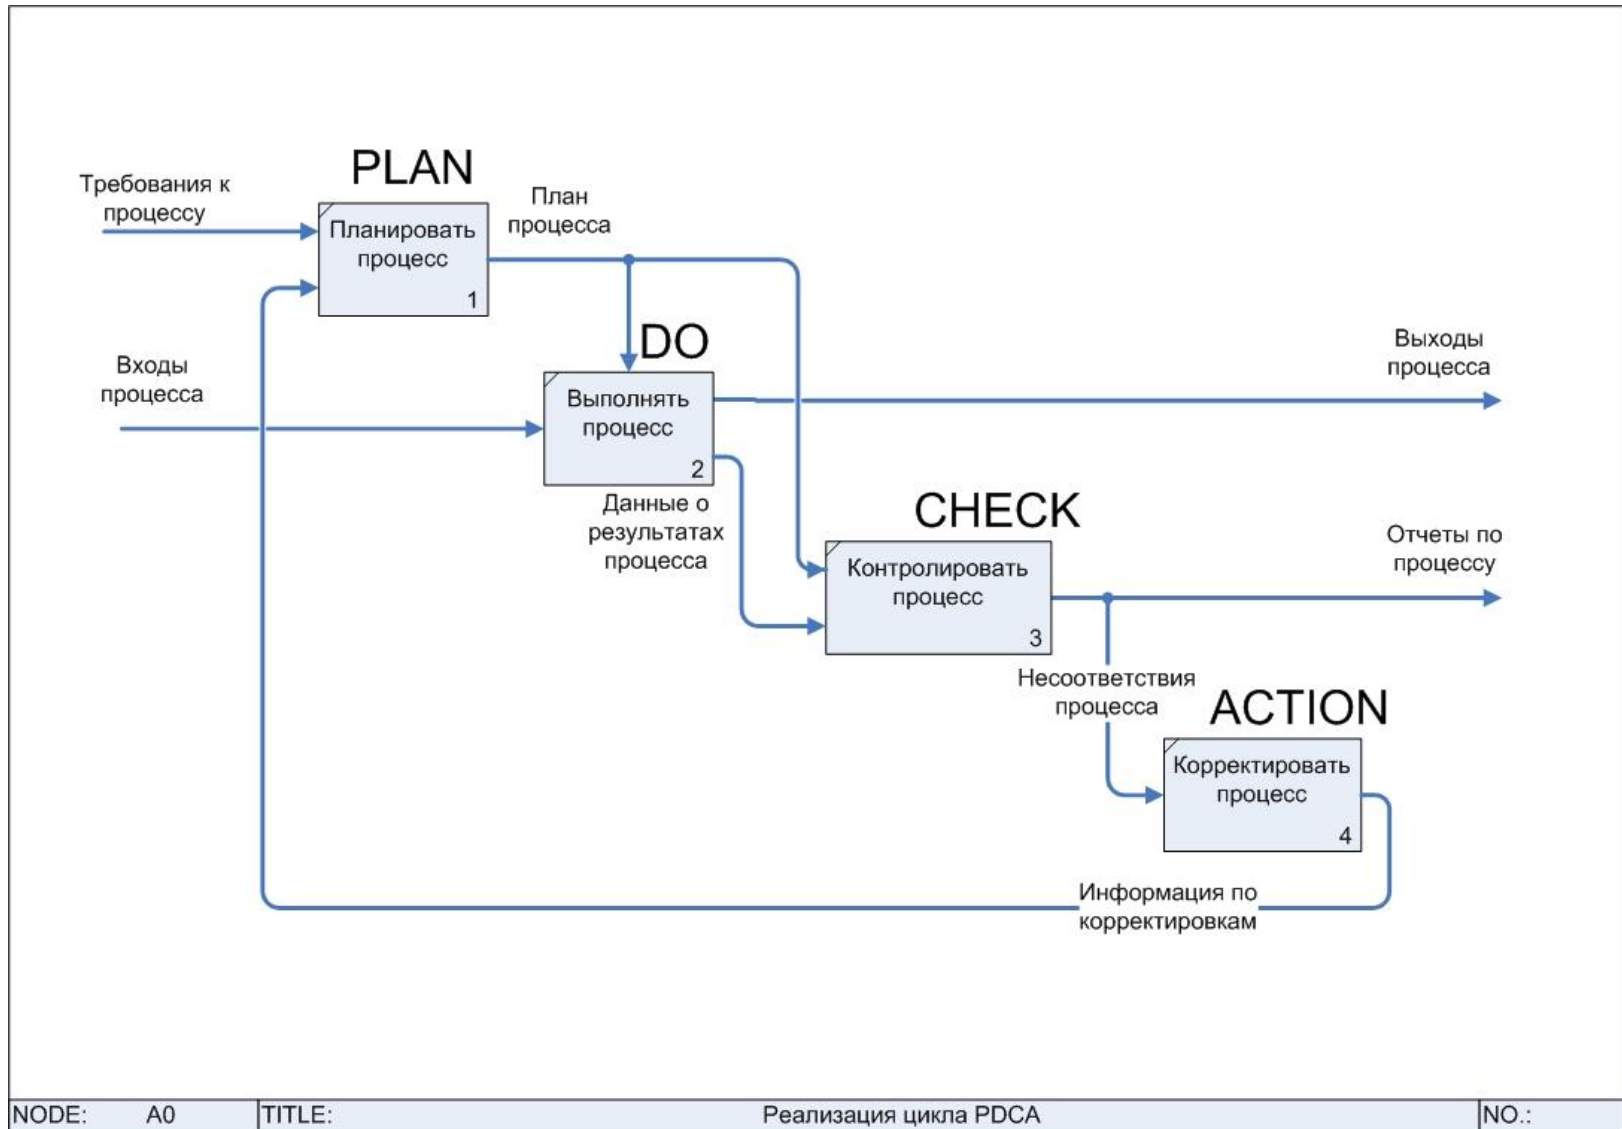 PLAN
Требования к
процессу
План
процесса
Планировать
процесс
1
DO
Выходы
процесса
Входы
процесса
Выполнять
процесс
2
CHECK
Данные о
результатах
процесса
Отчеты по
процессу
Контролировать
процесс
3
Несоответствия
процесса
ACTION
Корректировать
процесс
4
Информация по
корректировкам
NODE: A0 TITLE: Реализация цикла PDCA NO.: